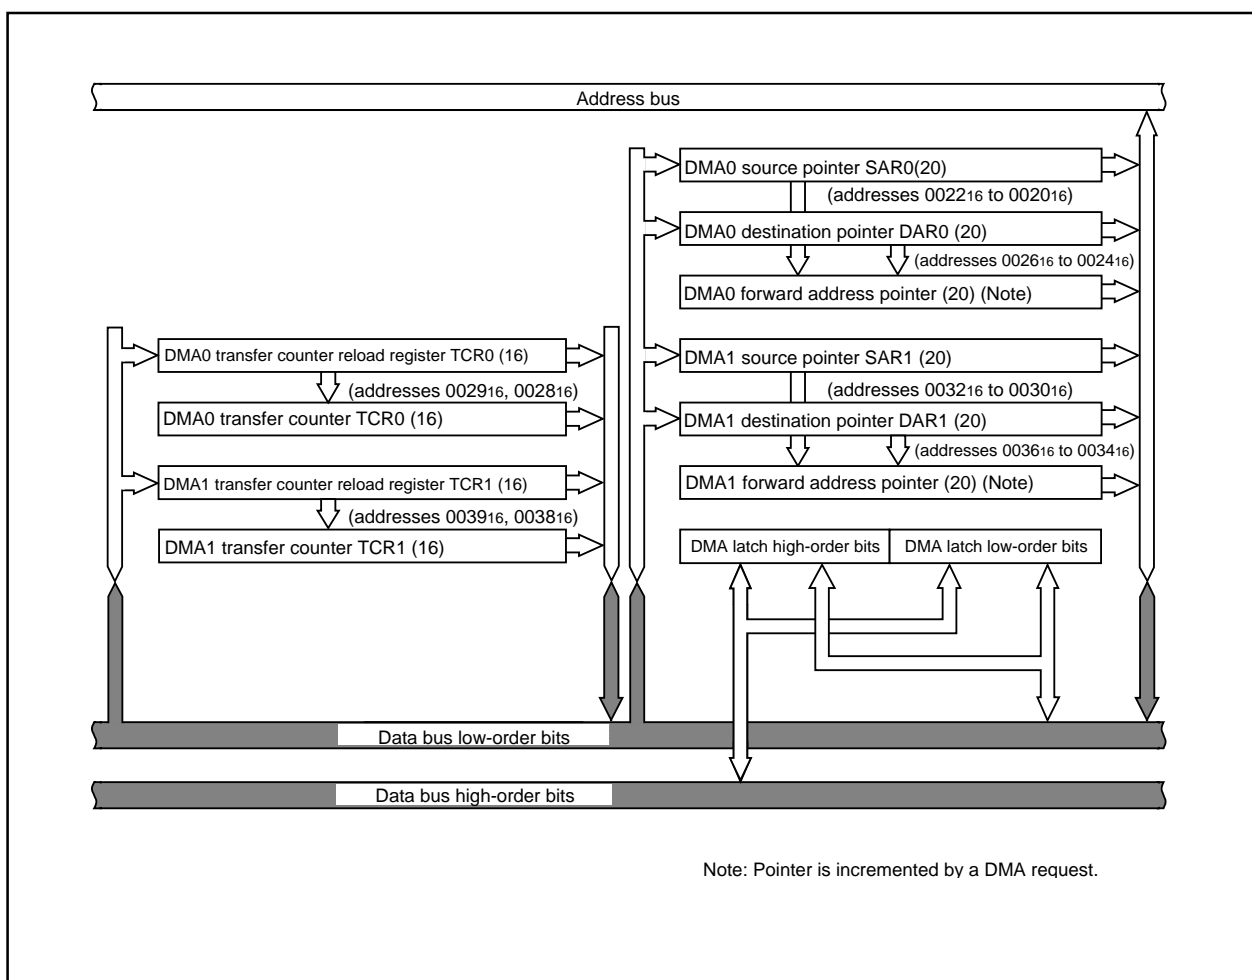 Address bus
DMA0 source pointer SAR0(20)
(addresses 002216 to 002016)
DMA0 destination pointer DAR0 (20)
(addresses 002616 to 002416)
DMA0 forward address pointer (20) (Note)
DMA0 transfer counter reload register TCR0 (16)
(addresses 002916, 002816)
DMA0 transfer counter TCR0 (16)
DMA1 transfer counter reload register TCR1 (16)
(addresses 003916, 003816)
DMA1 transfer counter TCR1 (16)
DMA1 source pointer SAR1 (20)
(addresses 003216 to 003016)
DMA1 destination pointer DAR1 (20)
(addresses 003616 to 003416)
DMA1 forward address pointer (20) (Note)
DMA latch high-order bits
DMA latch low-order bits
Data bus low-order bits
Data bus high-order bits
Note: Pointer is incremented by a DMA request.